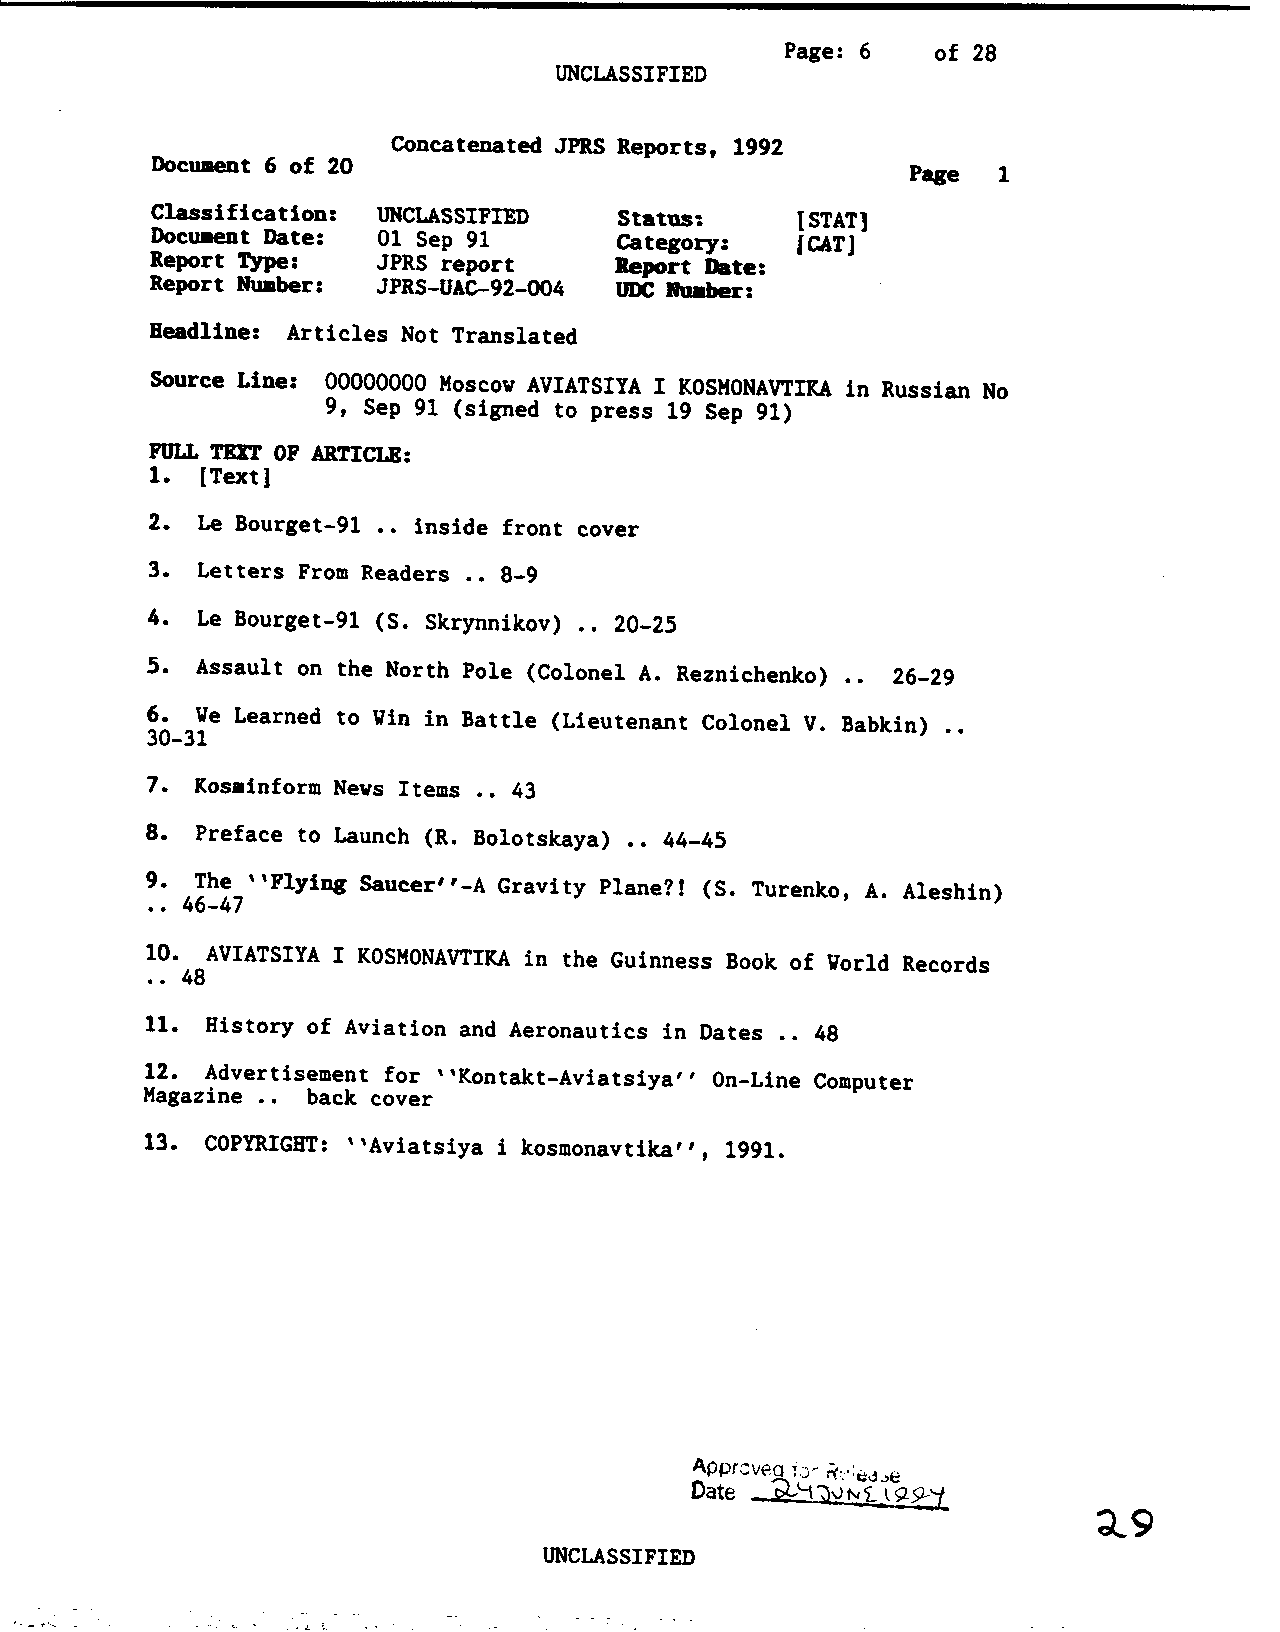 Page: 6 of 28
UNCLASSIFIED
Concatenated JPRS Reports, 1992
Document 6 of 20
Page 1
Classification: UNCLASSIFIED Status: [STAT]
Document Date: 01 Sep 91 Category: [CAT]
Report Type: JPRS report Report Date:
Report Number: JPRS-UAC-92-004 UDC Number:
Headline: Articles Not Translated
Source Line: 00000000 Moscow AVIATSIYA I KOSMONAVTIKA in Russian No
9, Sep 91 (signed to press 19 Sep 91)
FULL TEXT OF ARTICLE:
1. [Text]
2. Le Bourget-91 .. inside front cover
3. Letters From Readers .. 8-9
4. Le Bourget-91 (S. Skrynnikov) .. 20-25
5. Assault on the North Pole (Colonel A. Reznichenko) .. 26-29
6. We Learned to Win in Battle (Lieutenant Colonel V. Babkin) ..
30-31
7. Kosminform News Items .. 43
8. Preface to Launch (R. Bolotskaya) .. 44-45
9. The ``Flying Saucer''-A Gravity Plane?! (S. Turenko, A. Aleshin)
.. 46-47
10. AVIATSIYA I KOSMONAVTIKA in the Guinness Book of World Records
.. 48
11. History of Aviation and Aeronautics in Dates .. 48
12. Advertisement for ``Kontakt-Aviatsiya'' On-Line Computer
Magazine .. back cover
13. COPYRIGHT: ``Aviatsiya i kosmonavtika'', 1991.
Approved for Release
Date 24 JUNE 1994
29
UNCLASSIFIED